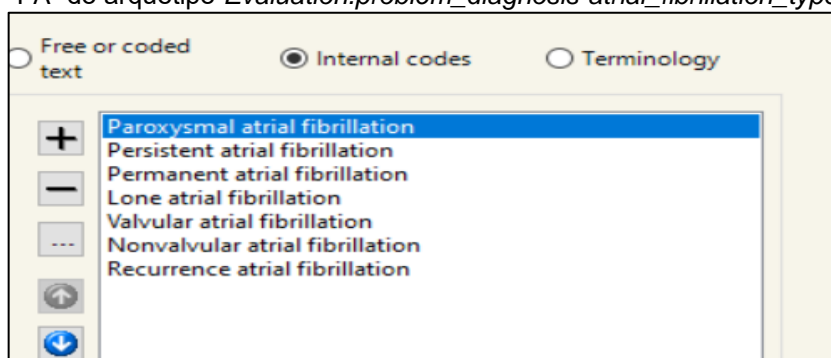 FA" do arquétipo Evaluation.problem_diagnosis-atrial_fibrillation_type
Free or coded text
Internal codes
Terminology
Paroxysmal atrial fibrillation
Persistent atrial fibrillation
Permanent atrial fibrillation
Lone atrial fibrillation
Valvular atrial fibrillation
Nonvalvular atrial fibrillation
Recurrence atrial fibrillation
...